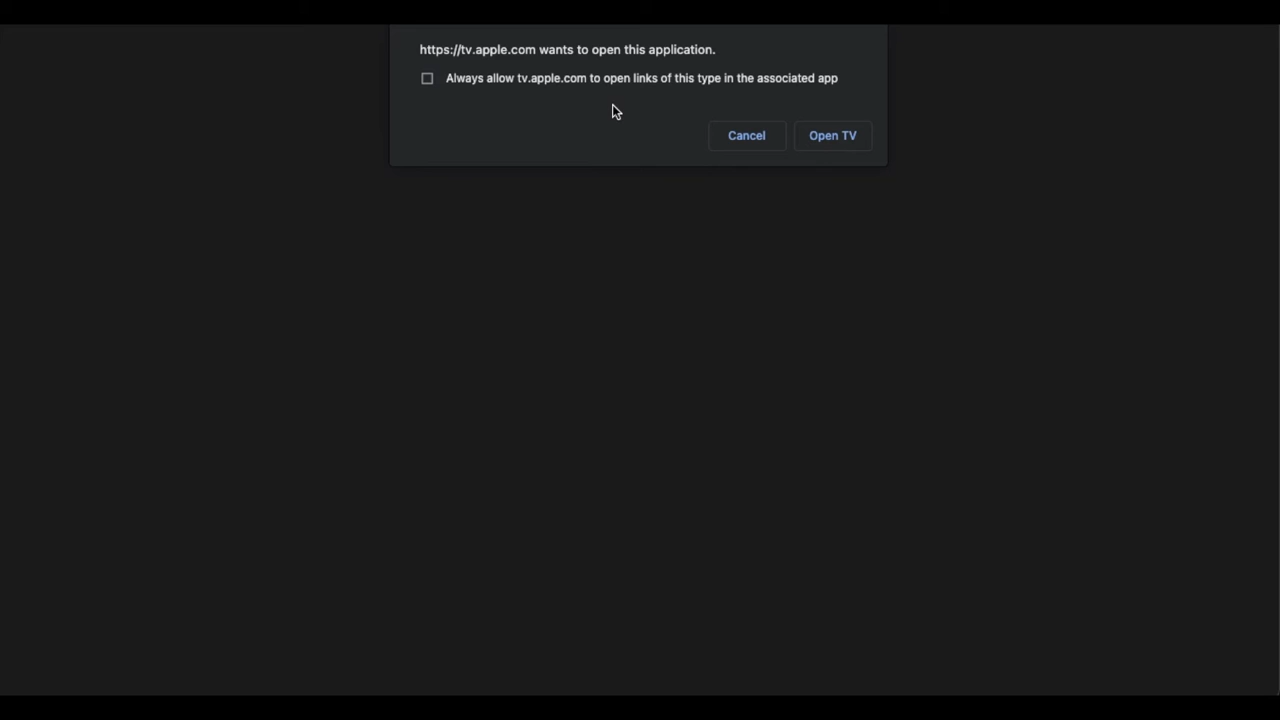 https://tv.apple.com wants to open this application.
Always allow tv.apple.com to open links of this type in the associated app
Cancel Open TV